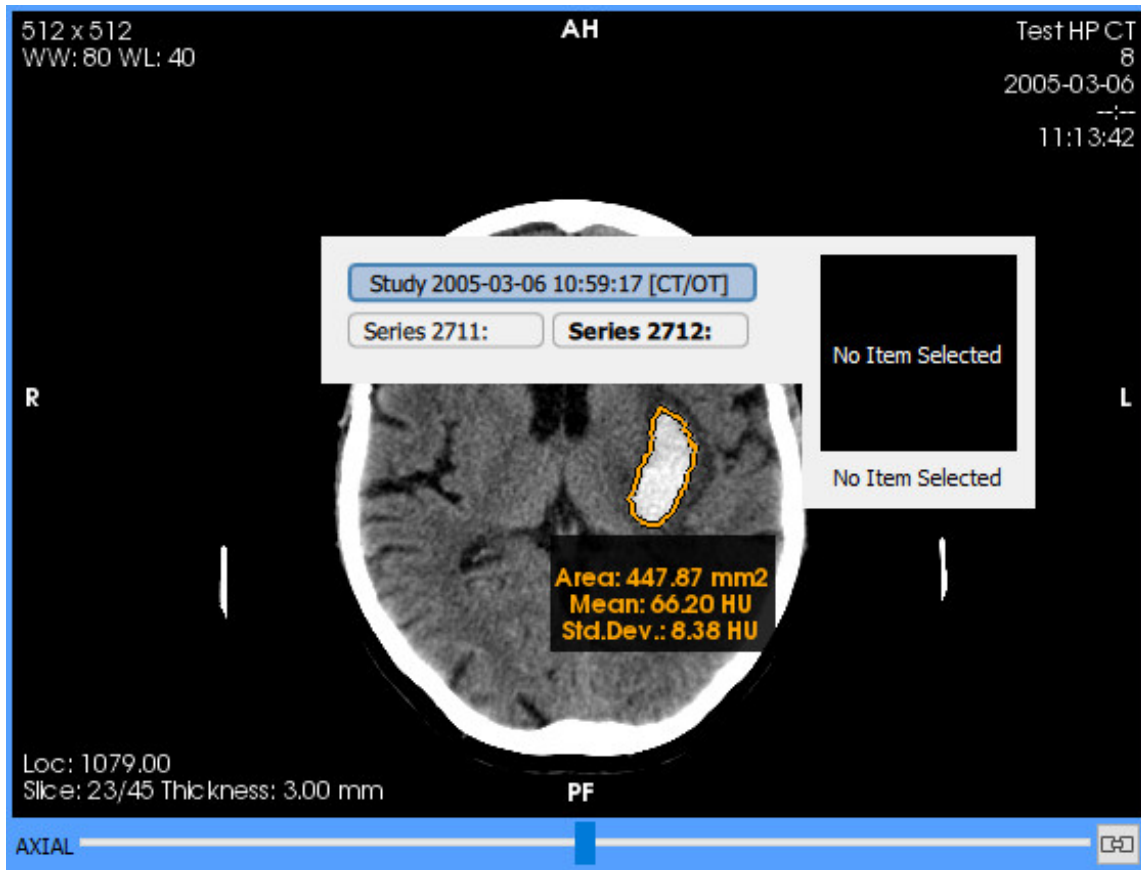 512 x 512
WW: 80 WL: 40
AH
Test HP CT
8
2005-03-06
--:--
11:13:42
Study 2005-03-06 10:59:17 [CT/OT]
Series 2711:
Series 2712:
No Item Selected
No Item Selected
R
L
Area: 447.87 mm2
Mean: 66.20 HU
Std.Dev.: 8.38 HU
Loc: 1079.00
Slice: 23/45 Thickness: 3.00 mm
PF
AXIAL